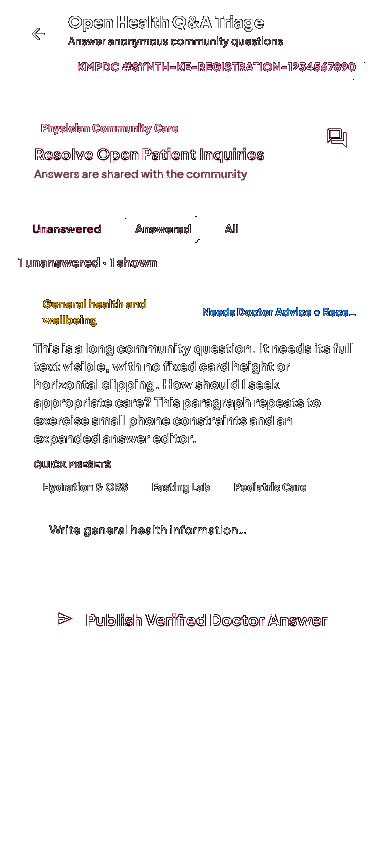 Open Health Q&A Triage
Answer anonymous community questions
KMPDC #SYNTH-KE-REGISTRATION-1234567890
Physician Community Care
Resolve Open Patient Inquiries
Answers are shared with the community
Unanswered Answered All
1 unanswered • 1 shown
General health and
wellbeing
Needs Doctor Advice •
This is a long community question. It needs its full
text visible, with no fixed card height or
horizontal clipping. How should I seek
appropriate care? This paragraph repeats to
exercise small phone constraints and an
expanded answer editor.
QUICK PRESETS
Hydration & ORS Fasting Lab Pediatric Care
Write general health information...
Publish Verified Doctor Answer